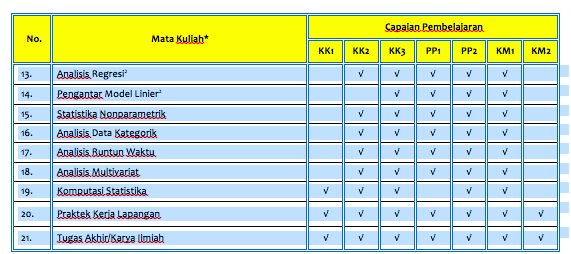 No. Mata Kuliah* Capaian Pembelajaran
KK1 KK2 KK3 PP1 PP2 KM1 KM2
13. Analisis Regresi² √ √ √ √ √
14. Pengantar Model Linier² √ √ √ √
15. Statistika Nonparametrik √ √ √ √ √
16. Analisis Data Kategorik √ √ √ √ √
17. Analisis Runtun Waktu √ √ √ √ √
18. Analisis Multivariat √ √ √ √ √
19. Komputasi Statistika √ √ √ √ √
20. Praktek Kerja Lapangan √ √ √ √ √ √ √
21. Tugas Akhir/Karya Ilmiah √ √ √ √ √ √ √